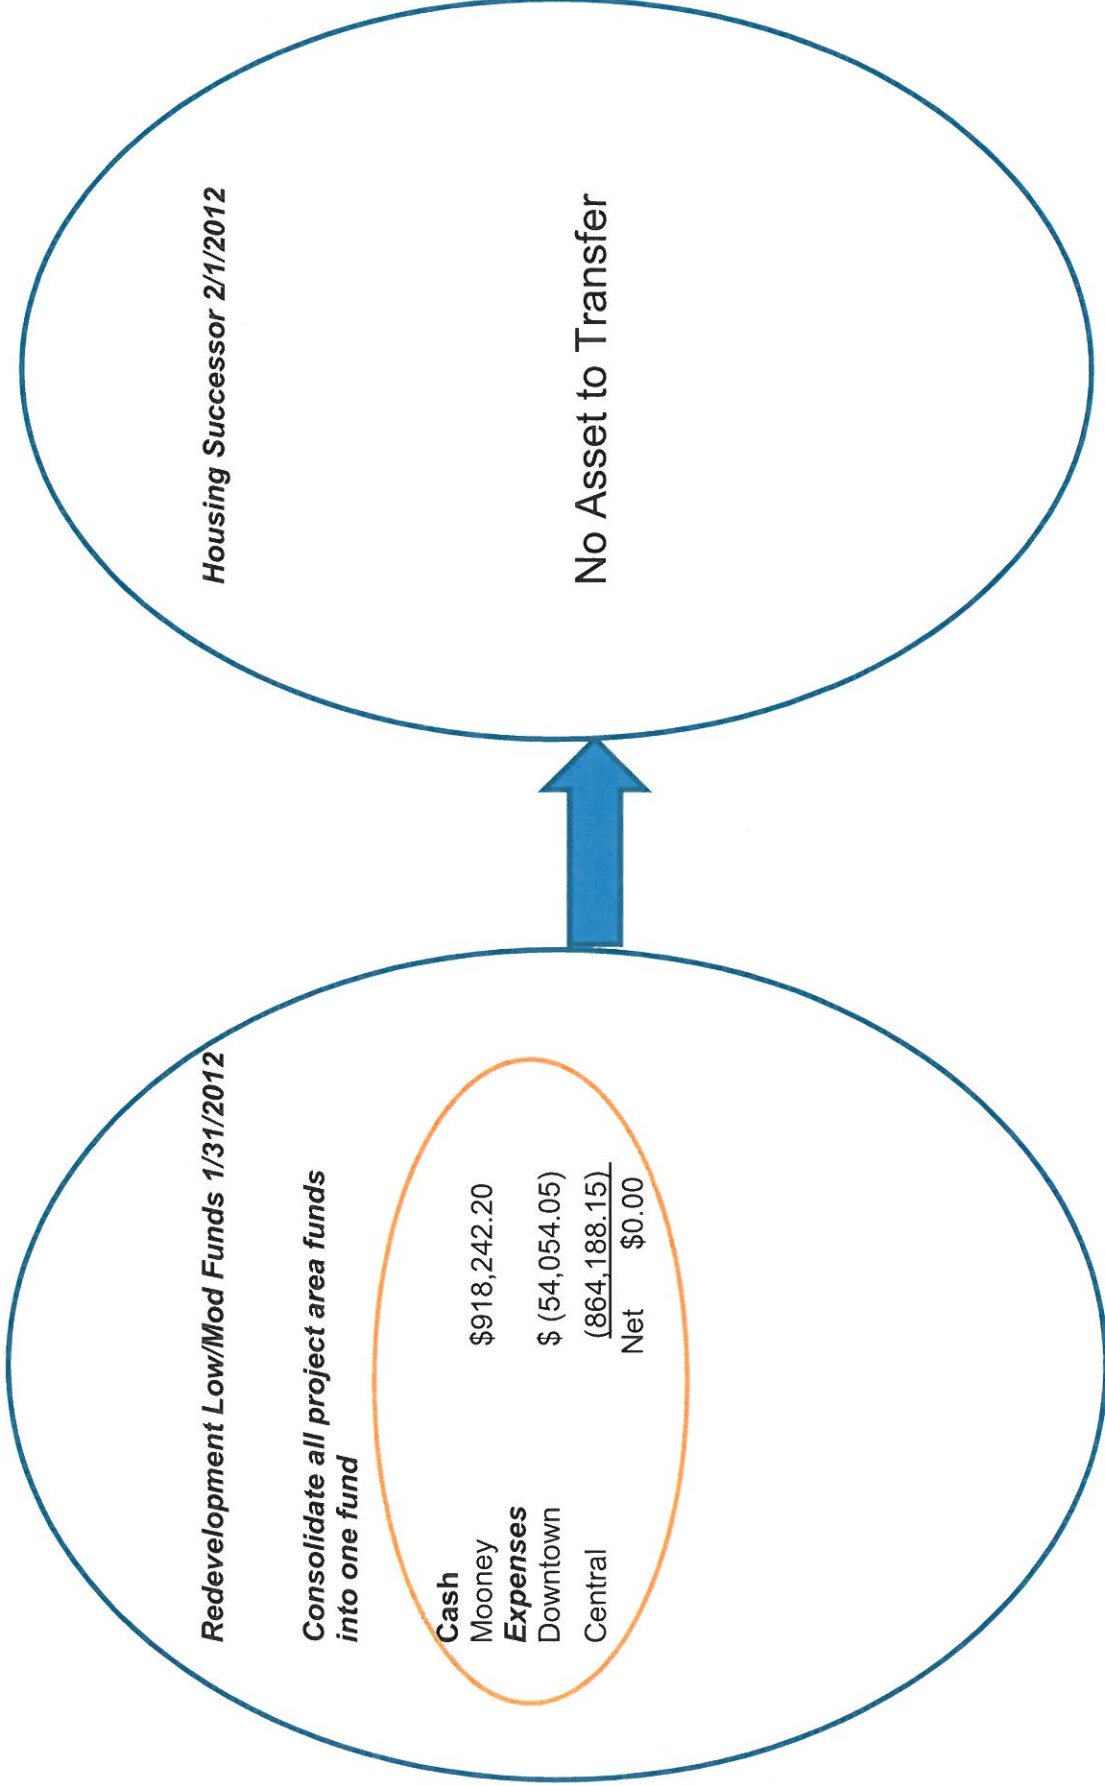 Redevelopment Low/Mod Funds 1/31/2012
Consolidate all project area funds
into one fund
Cash
Mooney $918,242.20
Expenses
Downtown $ (54,054.05)
Central (864,188.15)
Net $0.00
Housing Successor 2/1/2012
No Asset to Transfer